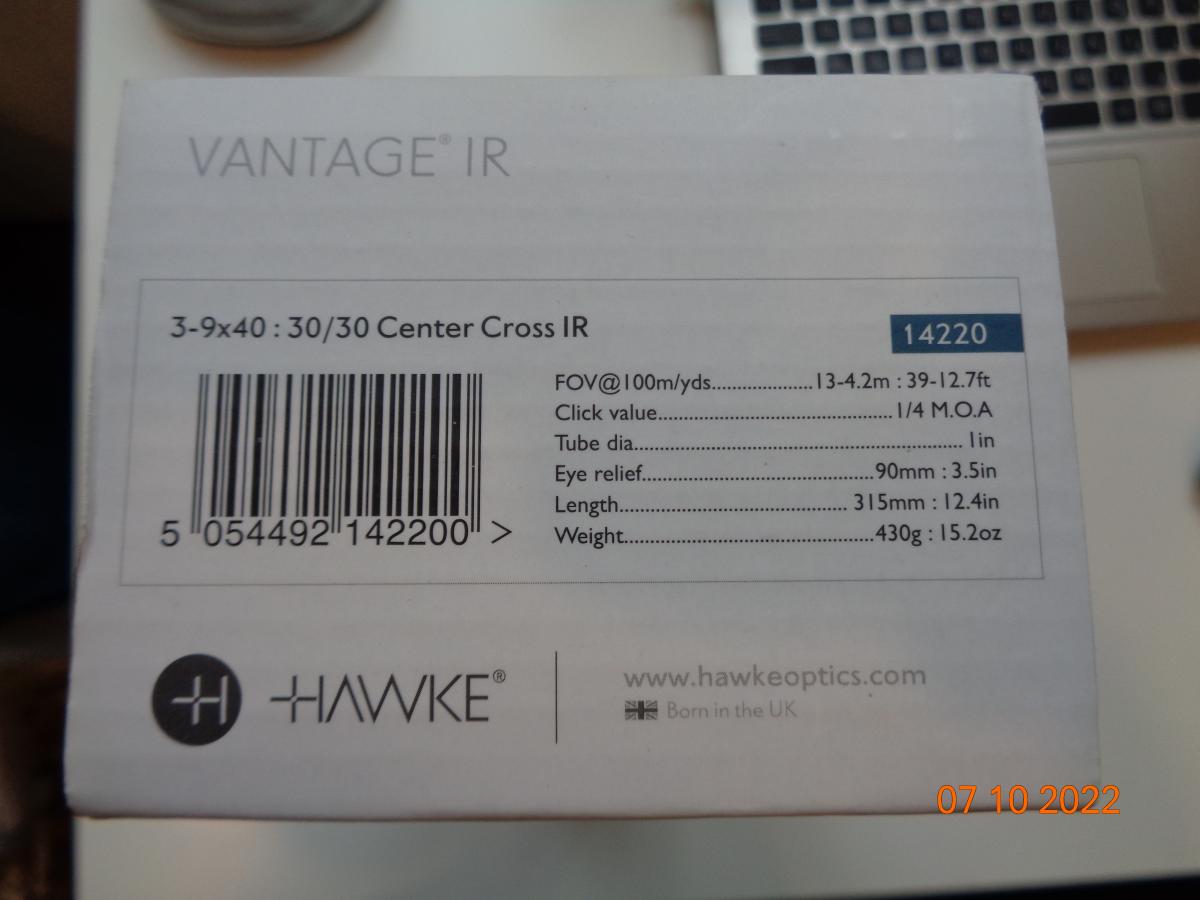 VANTAGE® IR
3-9x40 : 30/30 Center Cross IR
14220
FOV@100m/yds....................13-4.2m : 39-12.7ft
Click value................................................1/4 M.O.A
Tube dia.................................................................. 1in
Eye relief...............................................90mm : 3.5in
Length.............................................. 315mm : 12.4in
Weight..................................................430g : 15.2oz
5 054492 142200 >
H HAWKE®
www.hawkeoptics.com
Born in the UK
07 10 2022